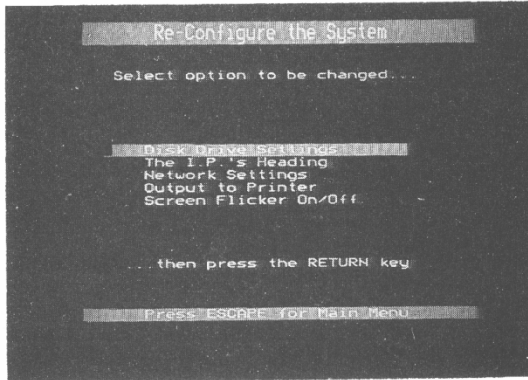 Re-Configure the System
Select option to be changed...
Disk Drive Settings
The I.P.'s Heading
Network Settings
Output to Printer
Screen Flicker On/Off
...then press the RETURN key
Press ESCAPE for Main Menu